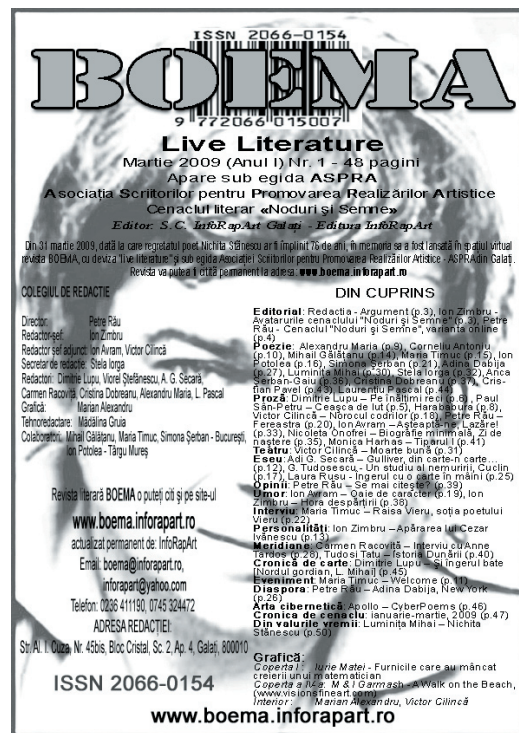 ISSN 2066-0154
BOEMA
9 772066 015007
Live Literature
Martie 2009 (Anul I) Nr. 1 - 48 pagini
Apare sub egida ASPRA
Asociaţia Scriitorilor pentru Promovarea Realizărilor Artistice
Cenaclul literar «Noduri şi Semne»
Editor: S. C. InfoRapArt Galaţi - Editura InfoRapArt
Din 31 martie 2009, dată la care regretatul poet Nichita Stănescu ar fi împlinit 76 de ani, în memoria sa a fost lansată în spaţiul virtual
revista BOEMA, cu deviza "live literature" şi sub egida Asociaţiei Scriitorilor pentru Promovarea Realizărilor Artistice - ASPRA din Galaţi.
Revista va putea fi citită permanent la adresa: www.boema.inforapart.ro
COLEGIUL DE REDACŢIE
Director: Petre Rău
Redactor-şef: Ion Zimbru
Redactor şef adjunct: Ion Avram, Victor Cilincă
Secretar de redacţie: Stela Iorga
Redactori: Dimitrie Lupu, Viorel Ştefănescu, A. G. Secară,
Carmen Racoviţă, Cristina Dobreanu, Alexandru Maria, L. Pascal
Grafică: Marian Alexandru
Tehnoredactare: Mădălina Gruia
Colaboratori: Mihail Gălăţanu, Maria Timuc, Simona Şerban - Bucureşti,
Ion Potolea - Târgu Mureş
Revista literară BOEMA o puteţi citi şi pe site-ul
www.boema.inforapart.ro
actualizat permanent de: InfoRapArt
Email: boema@inforapart.ro,
inforapart@yahoo.com
Telefon: 0236 411190, 0745 324472
ADRESA REDACŢIEI:
Str. Al. I. Cuza, Nr. 45bis, Bloc Cristal, Sc. 2, Ap. 4, Galaţi, 800010
ISSN 2066-0154
DIN CUPRINS
Editorial: Redactia - Argument (p.3), Ion Zimbru -
Avatarurile cenaclului "Noduri şi Semne" (p.3), Petre
Rău - Cenaclul "Noduri şi Semne", varianta online
(p.4)
Poezie: Alexandru Maria (p.9), Corneliu Antoniu
(p.10), Mihail Gălăţanu (p.14), Maria Timuc (p.15), Ion
Potolea (p.16), Simona Şerban (p.21), Adina Dabija
(p.27), Luminiţa Mihai (p.30), Stela Iorga (p.32), Anca
Şerban-Gaiu (p.36), Cristina Dobreanu (p.37), Cris-
tian Pavel (p.43), Laurenţiu Pascal (p.44)
Proză: Dimitrie Lupu - Pe înălţimi reci (p.6) , Paul
Sân-Petru - Ceaşca de lut (p.5), Harababura (p.8),
Victor Cilincă - Norocul codrilor (p.18), Petre Rău -
Fereastra (p.20), Ion Avram - Aşteaptă-ne, Lazăre!
(p.33), Nicoleta Onofrei - Biografie minimală, Zi de
naştere (p.35), Monica Harhas - Tiparul I (p.41)
Teatru: Victor Cilincă - Moarte bună (p.31)
Eseu: Adi G. Secară - Gulliver, din carte-n carte...
(p.12), G. Tudosescu,- Un studiu al nemuririi, Cuclin
(p.17), Laura Rusu - Îngerul cu o carte în mâini (p.25)
Opinii: Petre Rău - Se mai citeşte? (p.39)
Umor: Ion Avram - Oaie de caracter (p.19), Ion
Zimbru - Hora despărţirii (p.38)
Interviu: Maria Timuc - Raisa Vieru, soţia poetului
Vieru (p.22)
Personalităţi: Ion Zimbru - Apărarea lui Cezar
Ivănescu (p.13)
Meridiane: Carmen Racoviţă - Interviu cu Anne
Tardos (p.28), Tudosi Tatu - Istoria Dunării (p.40)
Cronică de carte: Dimitrie Lupu - Şi îngerul bate
[Nordul gordian, L. Mihai] (p.45)
Eveniment: Maria Timuc - Welcome (p.11)
Diaspora: Petre Rău - Adina Dabija, New York
(p.26)
Arta cibernetică: Apollo - CyberPoems (p.46)
Cronica de cenaclu: ianuarie-martie, 2009 (p.47)
Din valurile vremii: Luminiţa Mihai - Nichita
Stănescu (p.50)
Grafică:
Coperta I : Iurie Matei - Furnicile care au mâncat
creierii unui matematician
Coperta a IV-a: M & I Garmash - A Walk on the Beach,
(www.visionsfineart.com)
Interior : Marian Alexandru, Victor Cilincă
www.boema.inforapart.ro